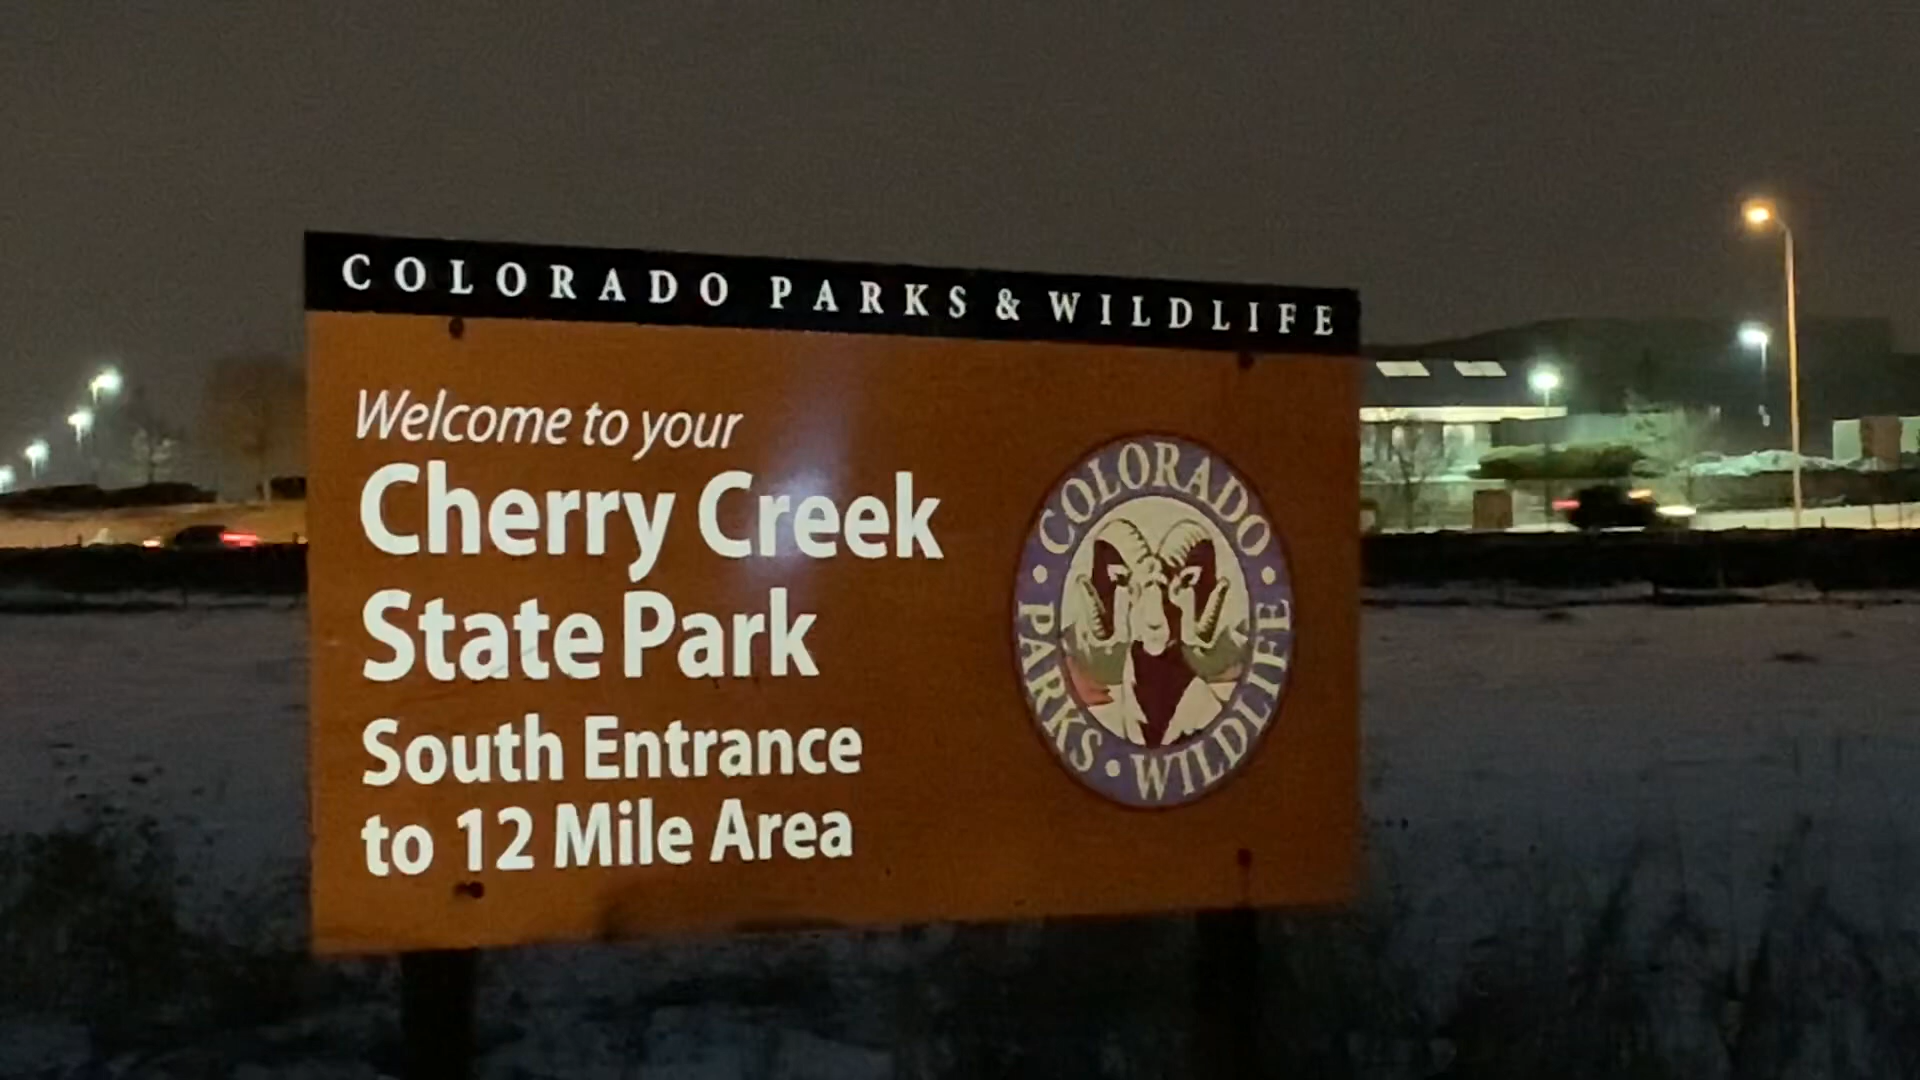 COLORADO PARKS & WILDLIFE
Welcome to your
Cherry Creek
State Park
South Entrance
to 12 Mile Area
COLORADO • PARKS • WILDLIFE •